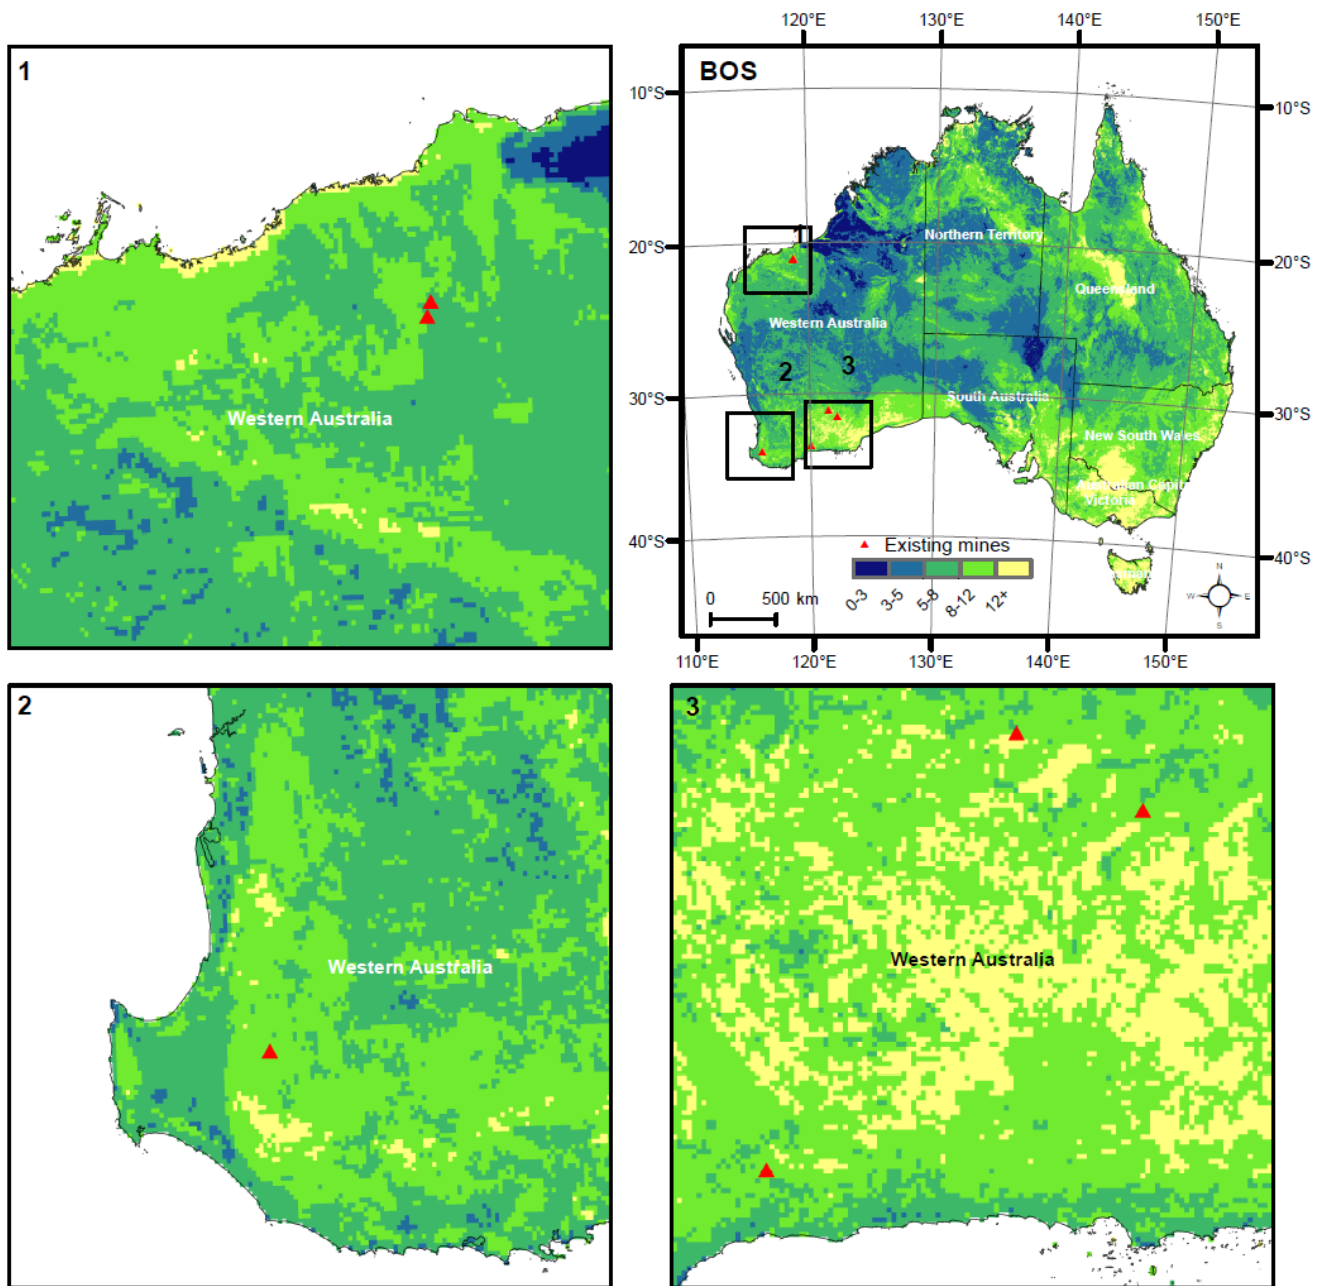 120°E 130°E 140°E 150°E
1
BOS
10°S 10°S
20°S 20°S
30°S 30°S
40°S 40°S
Northern Territory
Queensland
Western Australia
2 3
South Australia
New South Wales
Australian Capit
Victoria
Existing mines
0-3 3-5 5-8 8-12 12+
0 500 km
N
W E
S
110°E 120°E 130°E 140°E 150°E
Western Australia
2
Western Australia
3
Western Australia